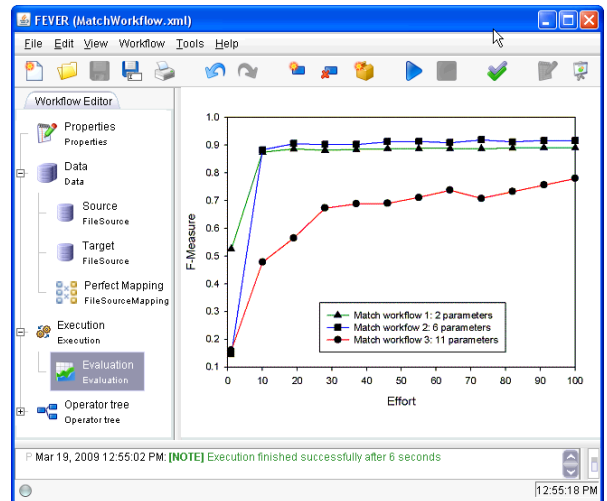 FEVER (MatchWorkflow.xml)
File Edit View Workflow Tools Help
Workflow Editor
Properties
Properties
Data
Data
Source
FileSource
Target
FileSource
Perfect Mapping
FileSourceMapping
Execution
Execution
Evaluation
Evaluation
Operator tree
Operator tree
1.0
0.9
0.8
0.7
0.6
0.5
0.4
0.3
0.2
0.1
F-Measure
Match workflow 1: 2 parameters
Match workfow 2: 6 parameters
Match workflow 3: 11 parameters
0 10 20 30 40 50 60 70 80 90 100
Effort
P Mar 19, 2009 12:55:02 PM: [NOTE] Execution finished successfully after 6 seconds
12:55:18 PM